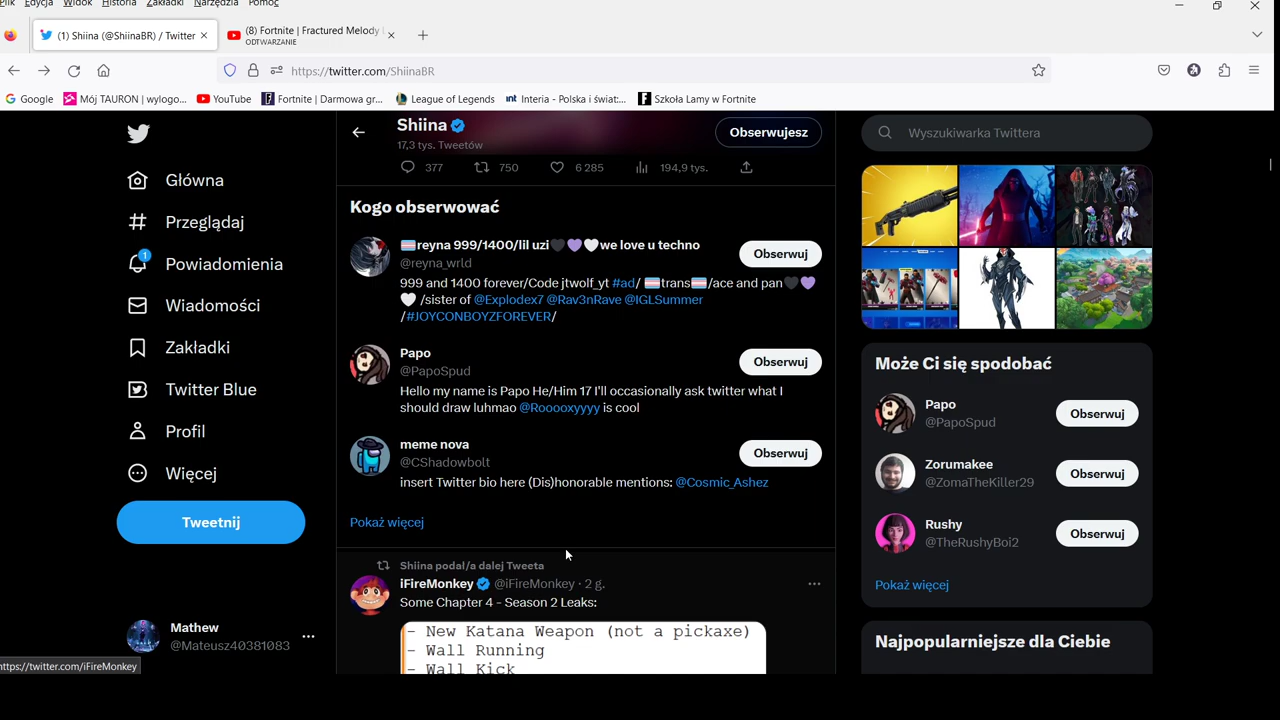 Plik Edycja Widok Historia Zakładki Narzędzia Pomoc
(1) Shiina (@ShiinaBR) / Twitter
(8) Fortnite | Fractured Melody
ODTWARZANIE
https://twitter.com/ShiinaBR
Google
Mój TAURON (wylogo...
YouTube
Fortnite | Darmowa gr...
League of Legends
int Interia - Polska i świat:...
Szkoła Lamy w Fortnite
Główna
Przeglądaj
1
Powiadomienia
Wiadomości
Zakładki
Twitter Blue
Profil
Więcej
Tweetnij
Mathew
@Mateusz40381083
https://twitter.com/iFireMonkey
Shiina
17,3 tys. Tweetów
Obserwujesz
377 750 6 285 194,9 tys.
Kogo obserwować
reyna 999/1400/lil uzi🖤💜🤍we love u techno
@reyna_wrld
Obserwuj
999 and 1400 forever/Code jtwolf_yt #ad/ trans /ace and pan🖤💜
🤍 /sister of @Explodex7 @Rav3nRave @IGLSummer
/#JOYCONBOYZFOREVER/
Papo
@PapoSpud
Obserwuj
Hello my name is Papo He/Him 17 I'll occasionally ask twitter what I
should draw luhmao @Roooxyyyy is cool
meme nova
@CShadowbolt
Obserwuj
insert Twitter bio here (Dis)honorable mentions: @Cosmic_Ashez
Pokaż więcej
Shiina podał/a dalej Tweeta
iFireMonkey @iFireMonkey · 2 g.
Some Chapter 4 - Season 2 Leaks:
- New Katana Weapon (not a pickaxe)
- Wall Running
- Wall Kick
Wyszukiwarka Twittera
Może Ci się spodobać
Papo
@PapoSpud
Obserwuj
Zorumakee
@ZomaTheKiller29
Obserwuj
Rushy
@TheRushyBoi2
Obserwuj
Pokaż więcej
Najpopularniejsze dla Ciebie